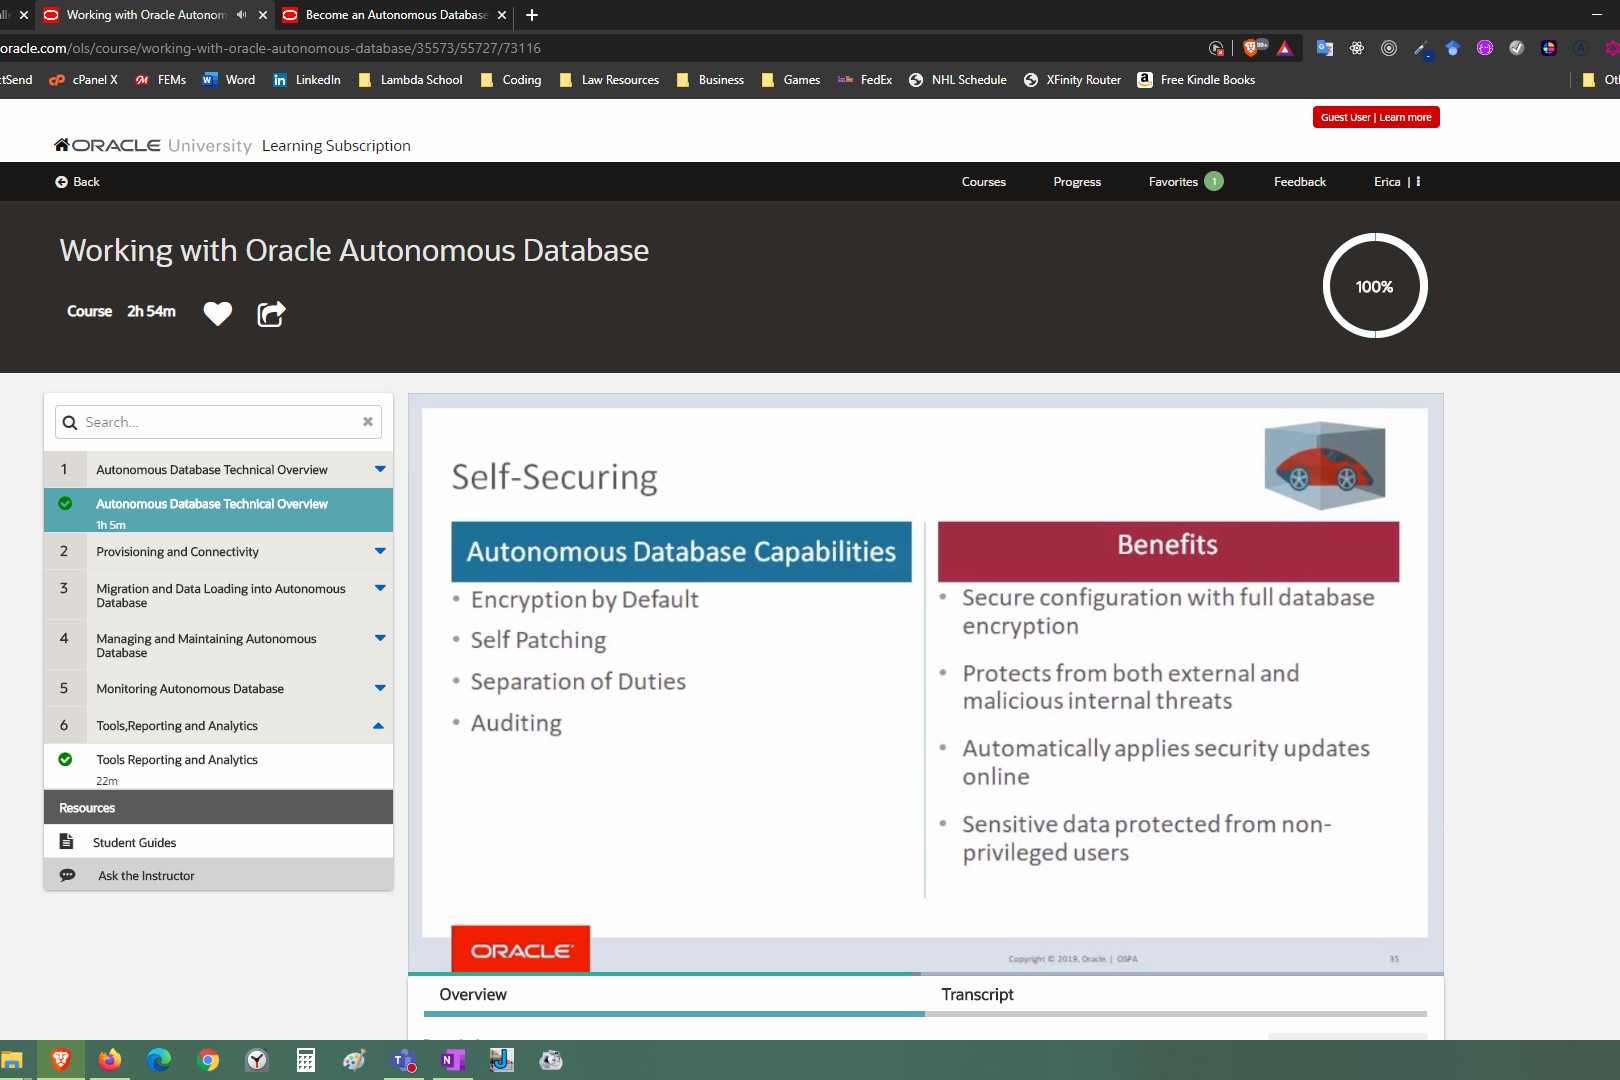 Working with Oracle Autonom
Become an Autonomous Database
oracle.com/ols/course/working-with-oracle-autonomous-database/35573/55727/73116
99+
ctSend
cPanel X
FEMs
Word
LinkedIn
Lambda School
Coding
Law Resources
Business
Games
FedEx
NHL Schedule
XFinity Router
Free Kindle Books
Guest User | Learn more
ORACLE University Learning Subscription
Back
Courses
Progress
Favorites 1
Feedback
Erica |
Working with Oracle Autonomous Database
Course 2h 54m
100%
Search...
1 Autonomous Database Technical Overview
Autonomous Database Technical Overview
1h 5m
2 Provisioning and Connectivity
3 Migration and Data Loading into Autonomous
Database
4 Managing and Maintaining Autonomous
Database
5 Monitoring Autonomous Database
6 Tools,Reporting and Analytics
Tools Reporting and Analytics
22m
Resources
Student Guides
Ask the Instructor
Self-Securing
Autonomous Database Capabilities
• Encryption by Default
• Self Patching
• Separation of Duties
• Auditing
Benefits
• Secure configuration with full database
encryption
• Protects from both external and
malicious internal threats
• Automatically applies security updates
online
• Sensitive data protected from non-
privileged users
ORACLE
Copyright © 2019, Oracle. | OSPA
35
Overview
Transcript